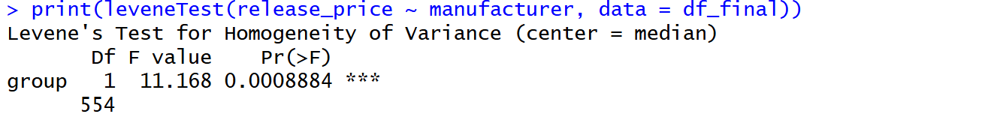 > print(leveneTest(release_price ~ manufacturer, data = df_final))
Levene's Test for Homogeneity of Variance (center = median)
       Df F value    Pr(>F)
group   1  11.168 0.0008884 ***
      554